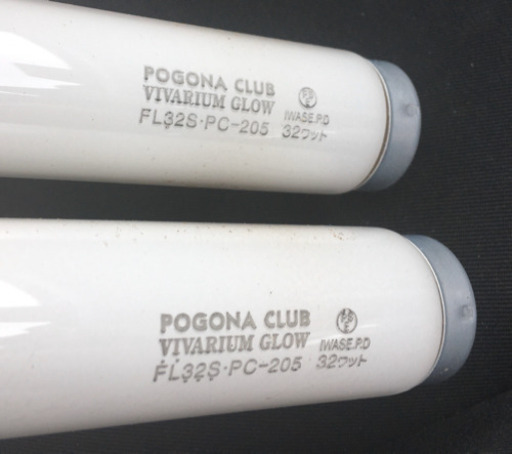 POGONA CLUB
VIVARIUM GLOW IWASE.P.D
FL32S·PC-205 32ワット
POGONA CLUB
VIVARIUM GLOW IWASE.P.D
FL32S·PC-205 32ワット